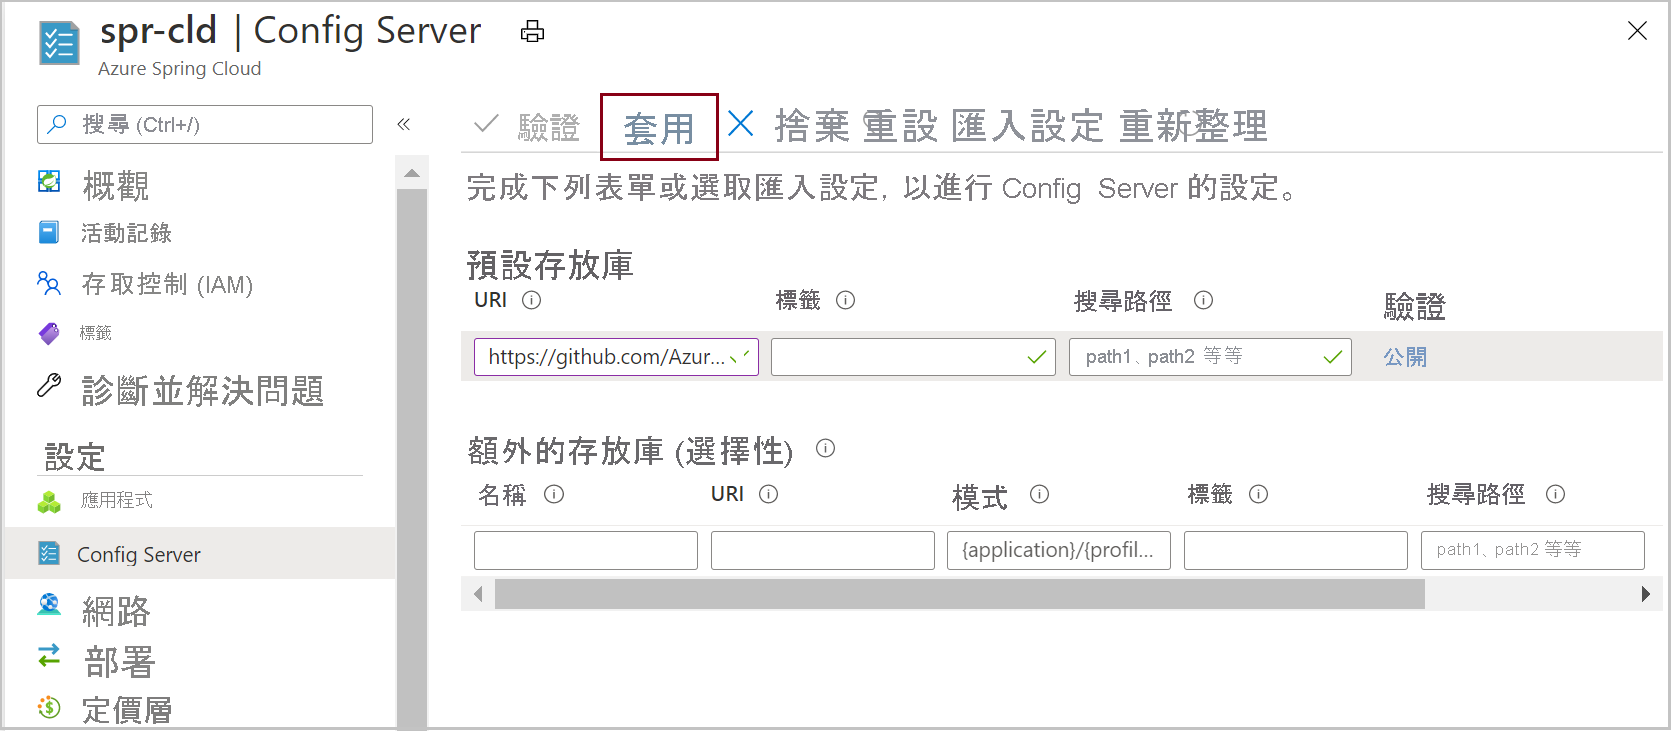 spr-cld | Config Server
Azure Spring Cloud
搜尋 (Ctrl+/)
概觀
活動記錄
存取控制 (IAM)
標籤
診斷並解決問題
設定
應用程式
Config Server
網路
部署
定價層
驗證 套用 捨棄 重設 匯入設定 重新整理
完成下列表單或選取匯入設定, 以進行 Config Server 的設定。
預設存放庫
URI 標籤 搜尋路徑 驗證
https://github.com/Azur... path1、path2 等等 公開
額外的存放庫 (選擇性)
名稱 URI 模式 標籤 搜尋路徑
{application}/{profil... path1、path2 等等